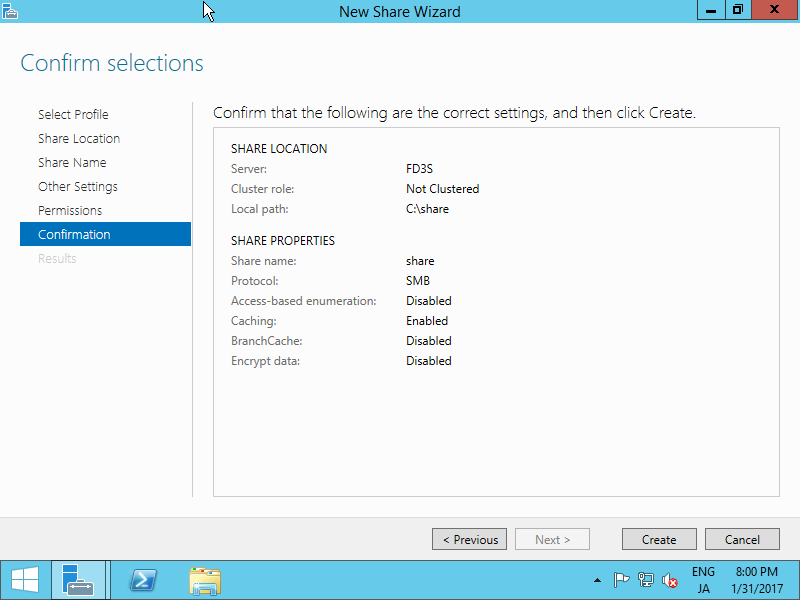 New Share Wizard
Confirm selections
Select Profile
Share Location
Share Name
Other Settings
Permissions
Confirmation
Results
Confirm that the following are the correct settings, and then click Create.
SHARE LOCATION
Server: FD3S
Cluster role: Not Clustered
Local path: C:\share
SHARE PROPERTIES
Share name: share
Protocol: SMB
Access-based enumeration: Disabled
Caching: Enabled
BranchCache: Disabled
Encrypt data: Disabled
< Previous Next > Create Cancel
ENG 8:00 PM
JA 1/31/2017